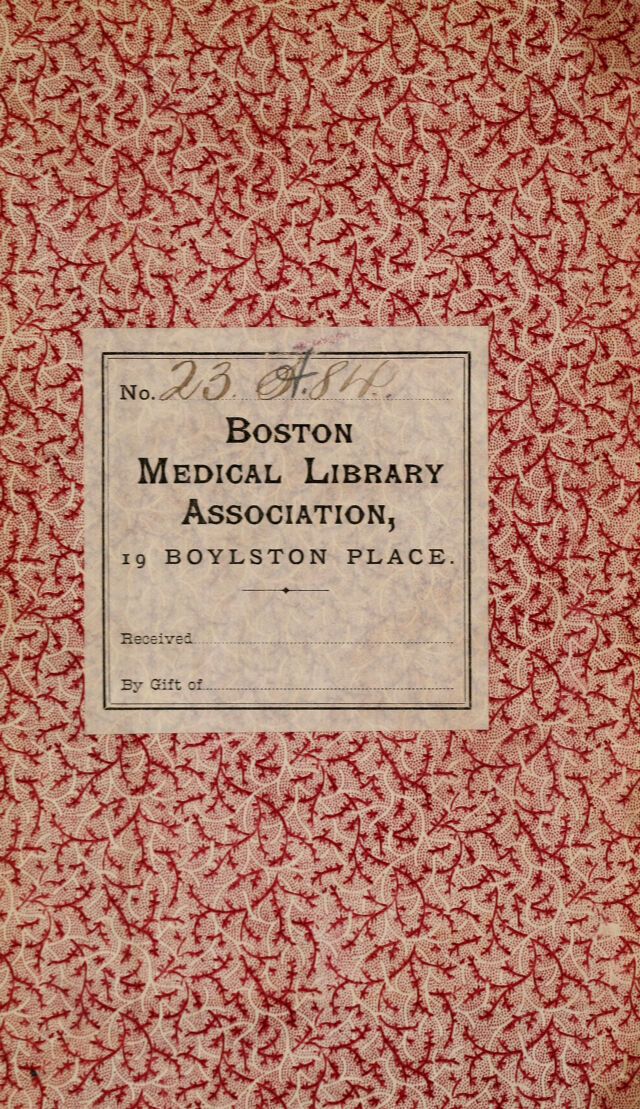 No. 23. A.84.
BOSTON
MEDICAL LIBRARY
ASSOCIATION,
19 BOYLSTON PLACE.
Received
By Gift of